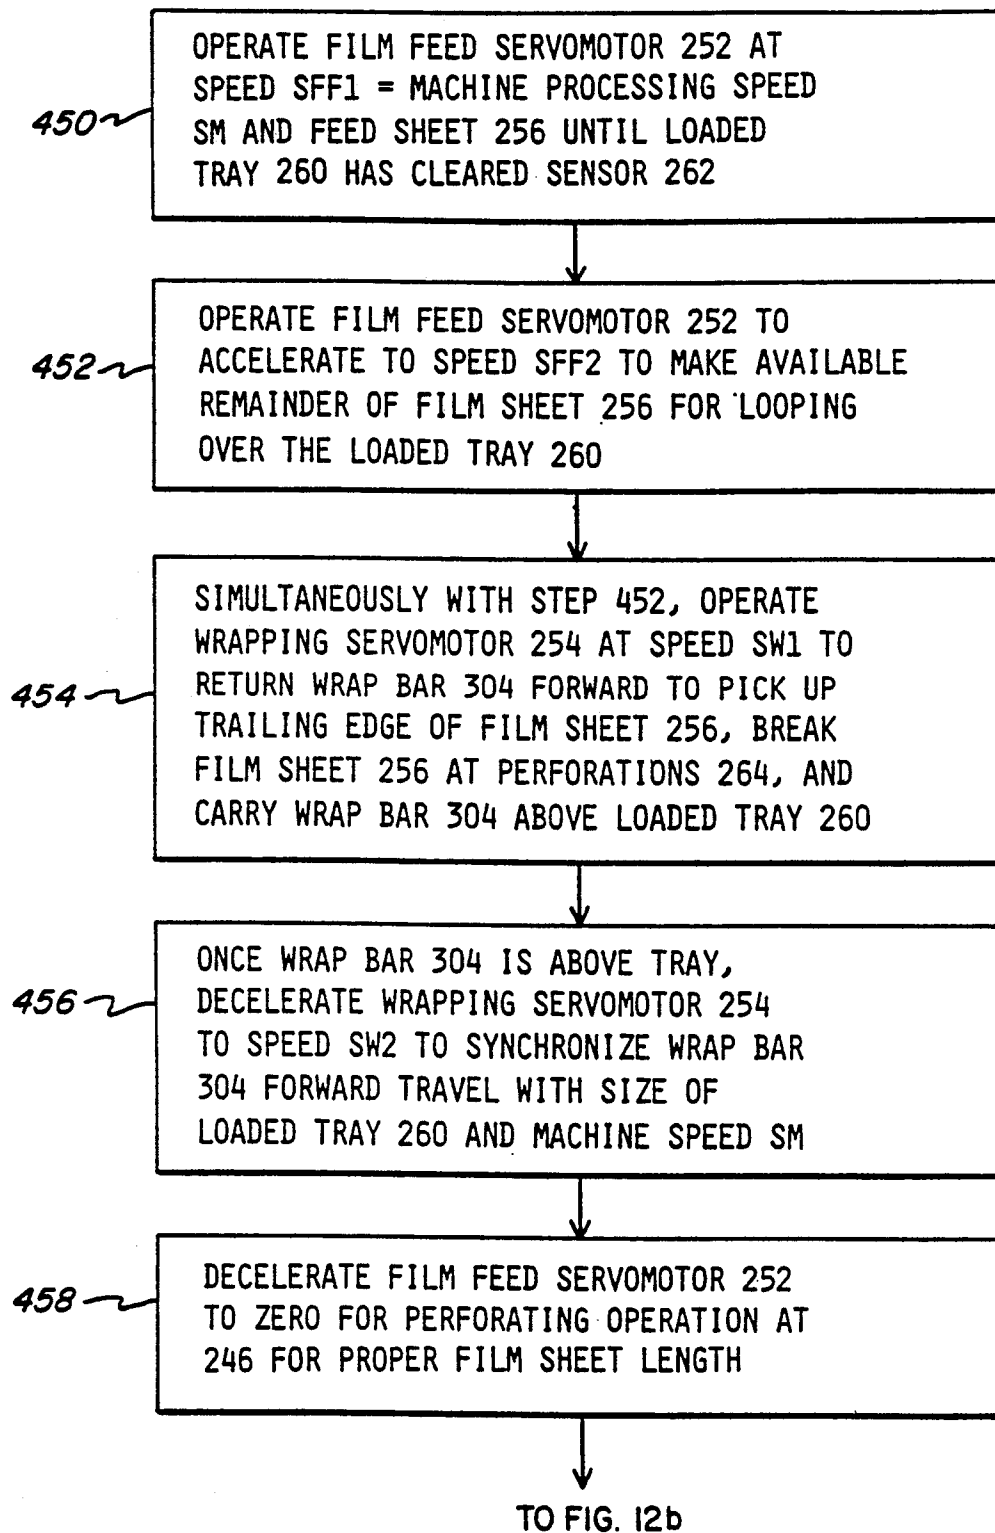 450
OPERATE FILM FEED SERVOMOTOR 252 AT
SPEED SFF1 = MACHINE PROCESSING SPEED
SM AND FEED SHEET 256 UNTIL LOADED
TRAY 260 HAS CLEARED SENSOR 262
452
OPERATE FILM FEED SERVOMOTOR 252 TO
ACCELERATE TO SPEED SFF2 TO MAKE AVAILABLE
REMAINDER OF FILM SHEET 256 FOR LOOPING
OVER THE LOADED TRAY 260
454
SIMULTANEOUSLY WITH STEP 452, OPERATE
WRAPPING SERVOMOTOR 254 AT SPEED SW1 TO
RETURN WRAP BAR 304 FORWARD TO PICK UP
TRAILING EDGE OF FILM SHEET 256, BREAK
FILM SHEET 256 AT PERFORATIONS 264, AND
CARRY WRAP BAR 304 ABOVE LOADED TRAY 260
456
ONCE WRAP BAR 304 IS ABOVE TRAY,
DECELERATE WRAPPING SERVOMOTOR 254
TO SPEED SW2 TO SYNCHRONIZE WRAP BAR
304 FORWARD TRAVEL WITH SIZE OF
LOADED TRAY 260 AND MACHINE SPEED SM
458
DECELERATE FILM FEED SERVOMOTOR 252
TO ZERO FOR PERFORATING OPERATION AT
246 FOR PROPER FILM SHEET LENGTH
TO FIG. 12b